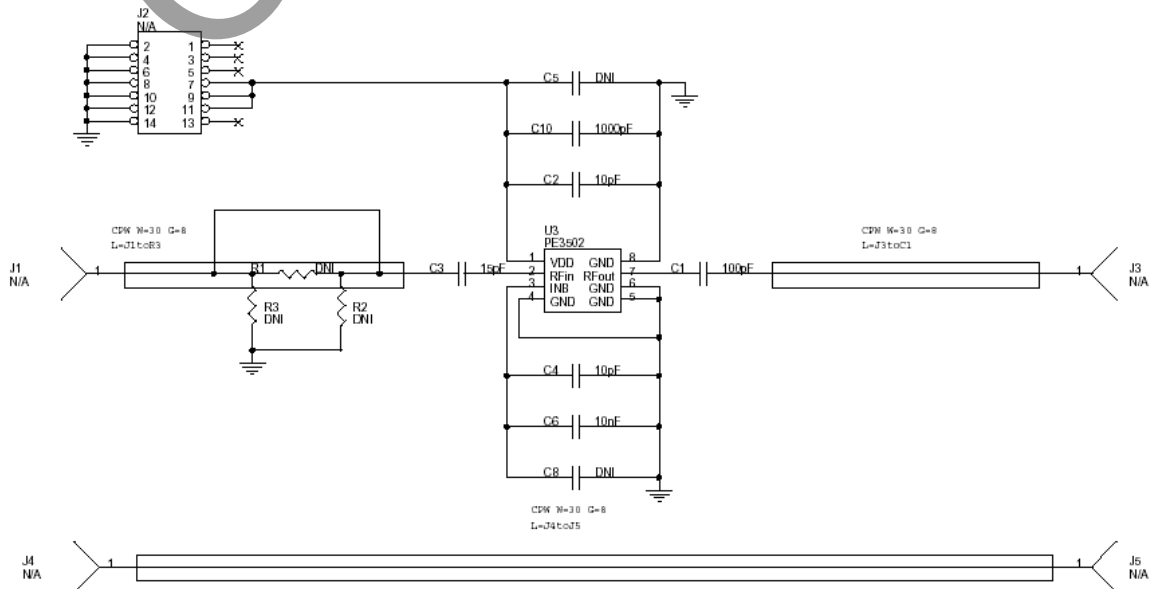 J2
N/A
2 1
4 3
6 5
8 7
10 9
12 11
14 13
C5 DNI
C10 1000pF
C2 10pF
CPW W=30 G=8
L=J1toR3
U3
PE3502
CPW W=30 G=8
L=J3toC1
J1
N/A
1
R1 DNI
C3 15pF
1 VDD GND 8
2 RFin RFout 7
3 INB GND 6
4 GND GND 5
C1 100pF
1
J3
N/A
R3
DNI
R2
DNI
C4 10pF
C6 10nF
C8 DNI
CPW W=30 G=8
L=J4toJ5
J4
N/A
1
1
J5
N/A